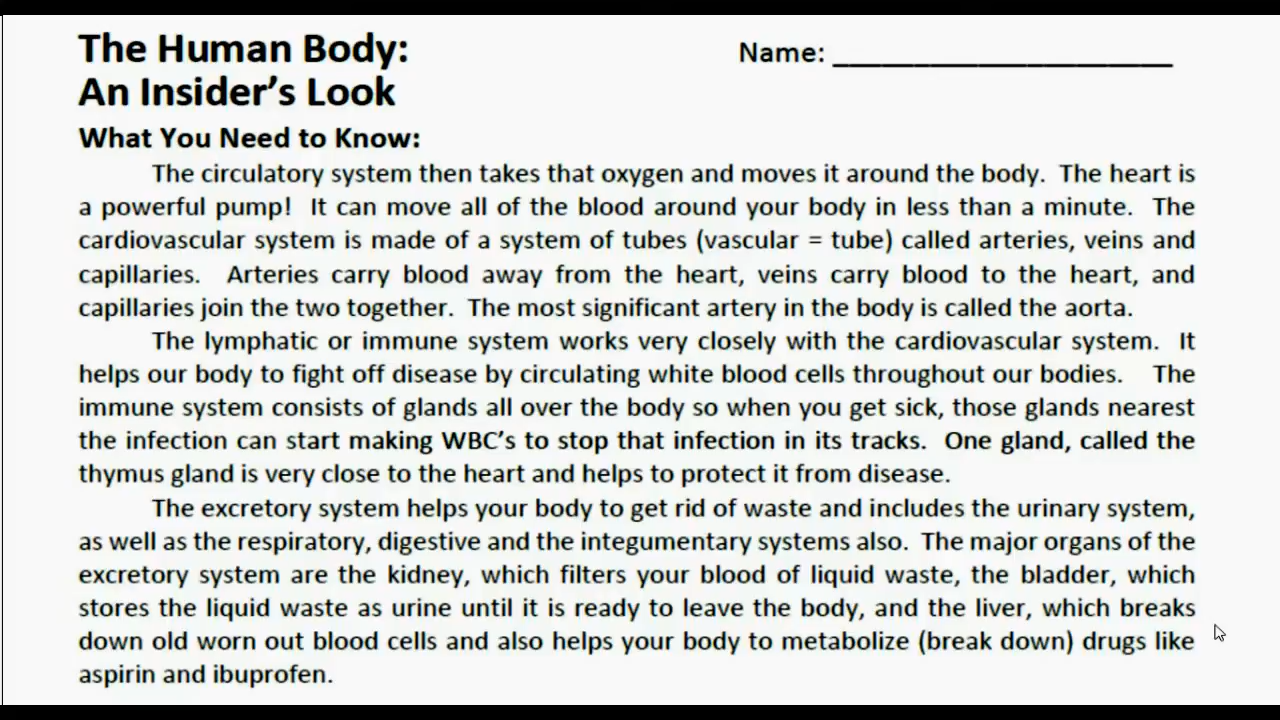 The Human Body:
Name: _______________________
An Insider's Look
What You Need to Know:
The circulatory system then takes that oxygen and moves it around the body. The heart is
a powerful pump! It can move all of the blood around your body in less than a minute. The
cardiovascular system is made of a system of tubes (vascular = tube) called arteries, veins and
capillaries. Arteries carry blood away from the heart, veins carry blood to the heart, and
capillaries join the two together. The most significant artery in the body is called the aorta.
The lymphatic or immune system works very closely with the cardiovascular system. It
helps our body to fight off disease by circulating white blood cells throughout our bodies. The
immune system consists of glands all over the body so when you get sick, those glands nearest
the infection can start making WBC's to stop that infection in its tracks. One gland, called the
thymus gland is very close to the heart and helps to protect it from disease.
The excretory system helps your body to get rid of waste and includes the urinary system,
as well as the respiratory, digestive and the integumentary systems also. The major organs of the
excretory system are the kidney, which filters your blood of liquid waste, the bladder, which
stores the liquid waste as urine until it is ready to leave the body, and the liver, which breaks
down old worn out blood cells and also helps your body to metabolize (break down) drugs like
aspirin and ibuprofen.